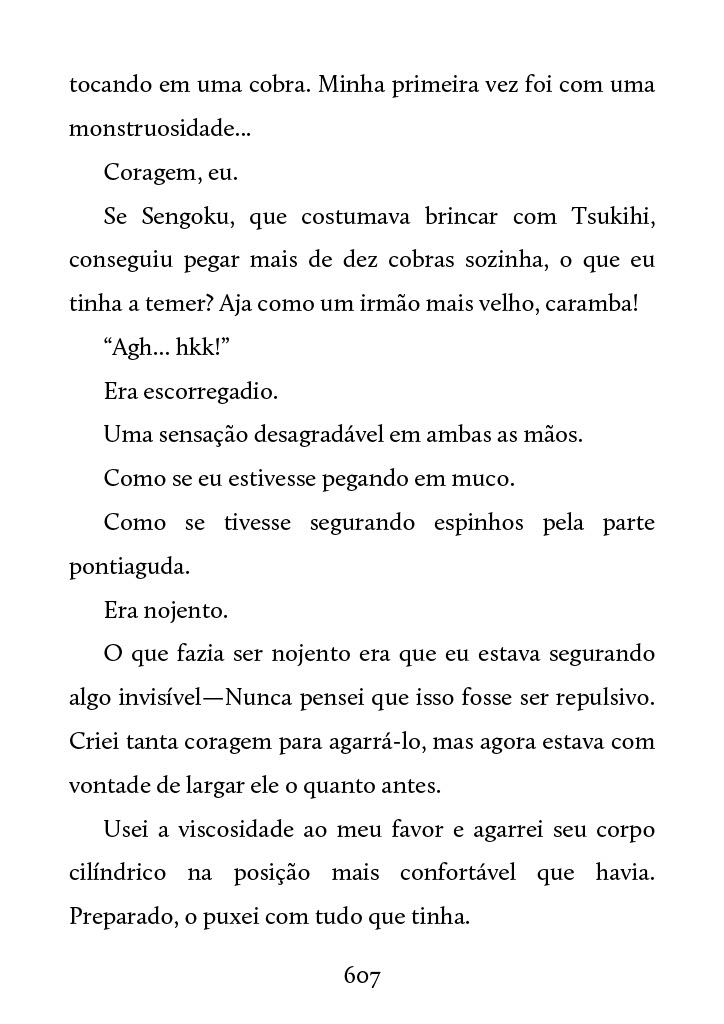 tocando em uma cobra. Minha primeira vez foi com uma
monstruosidade...
Coragem, eu.
Se Sengoku, que costumava brincar com Tsukihi,
conseguiu pegar mais de dez cobras sozinha, o que eu
tinha a temer? Aja como um irmão mais velho, caramba!
“Agh... hkk!”
Era escorregadio.
Uma sensação desagradável em ambas as mãos.
Como se eu estivesse pegando em muco.
Como se tivesse segurando espinhos pela parte
pontiaguda.
Era nojento.
O que fazia ser nojento era que eu estava segurando
algo invisível—Nunca pensei que isso fosse ser repulsivo.
Criei tanta coragem para agarrá-lo, mas agora estava com
vontade de largar ele o quanto antes.
Usei a viscosidade ao meu favor e agarrei seu corpo
cilíndrico na posição mais confortável que havia.
Preparado, o puxei com tudo que tinha.
607